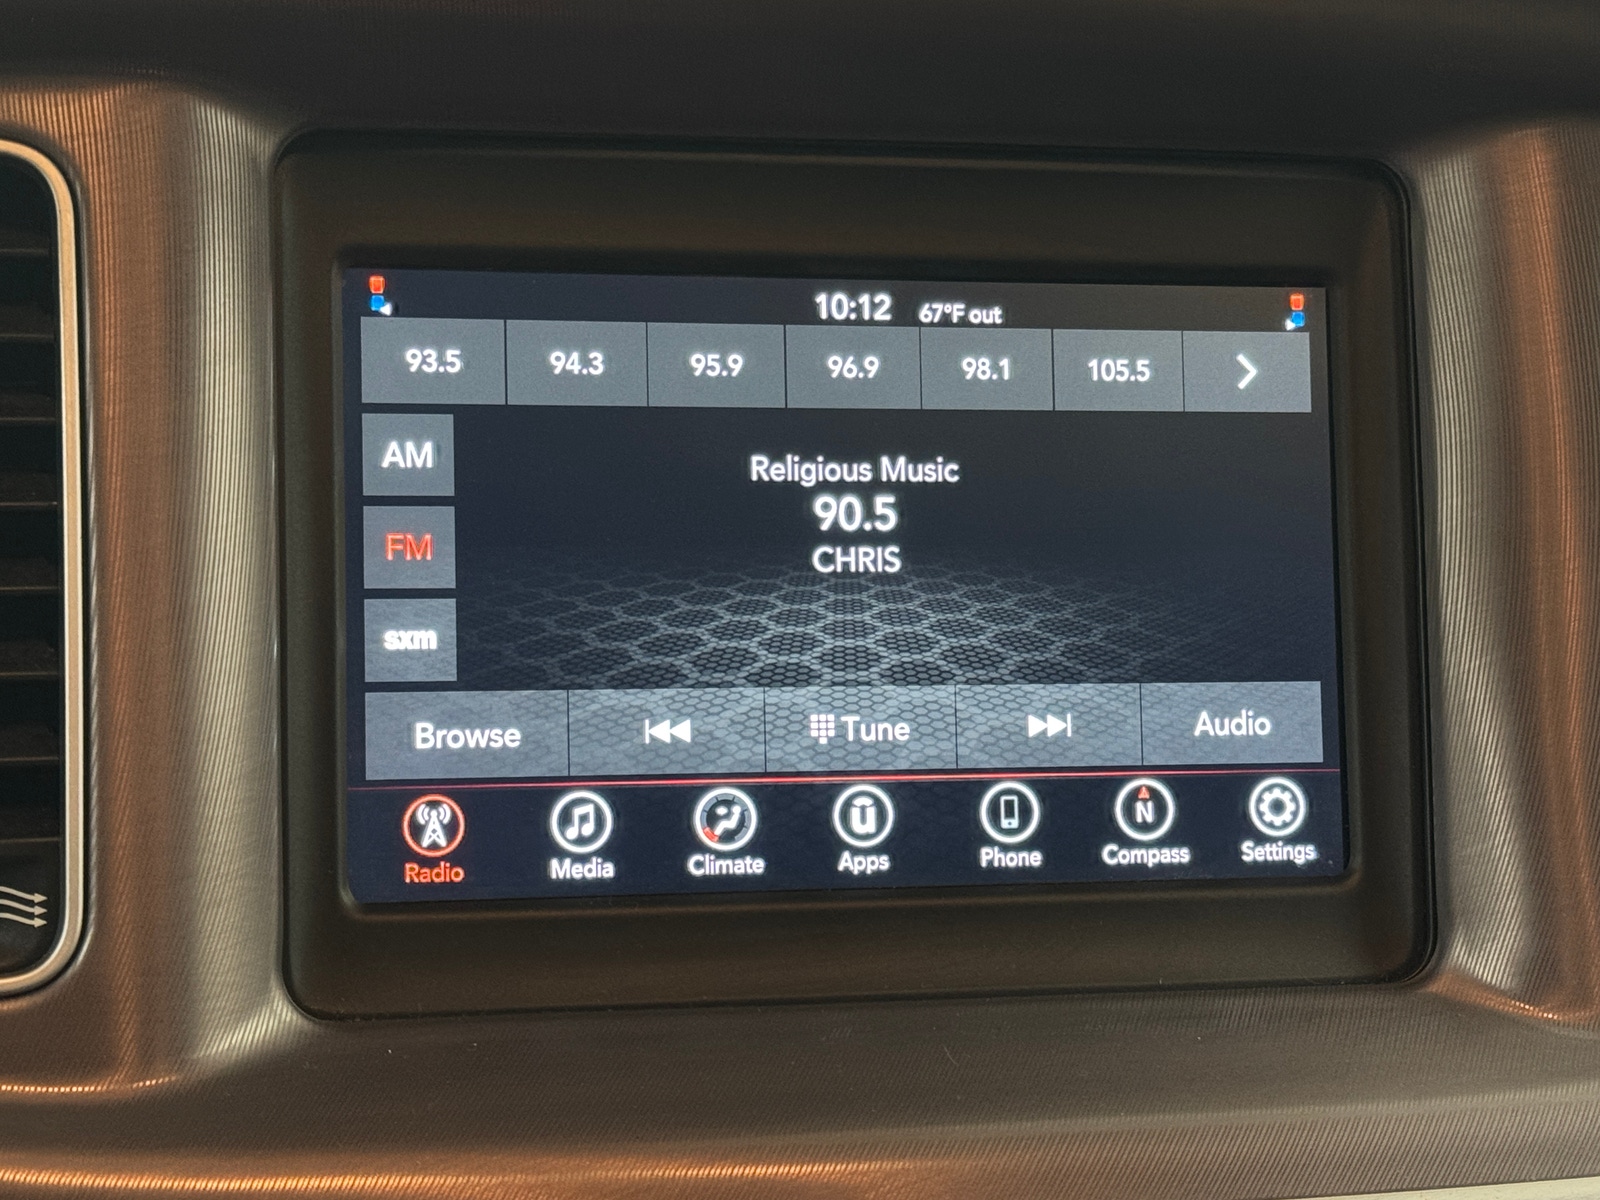 10:12 67°F out
93.5 94.3 95.9 96.9 98.1 105.5
AM
Religious Music
90.5
FM
CHRIS
sxm
Browse Tune Audio
N
Radio Media Climate Apps Phone Compass Settings